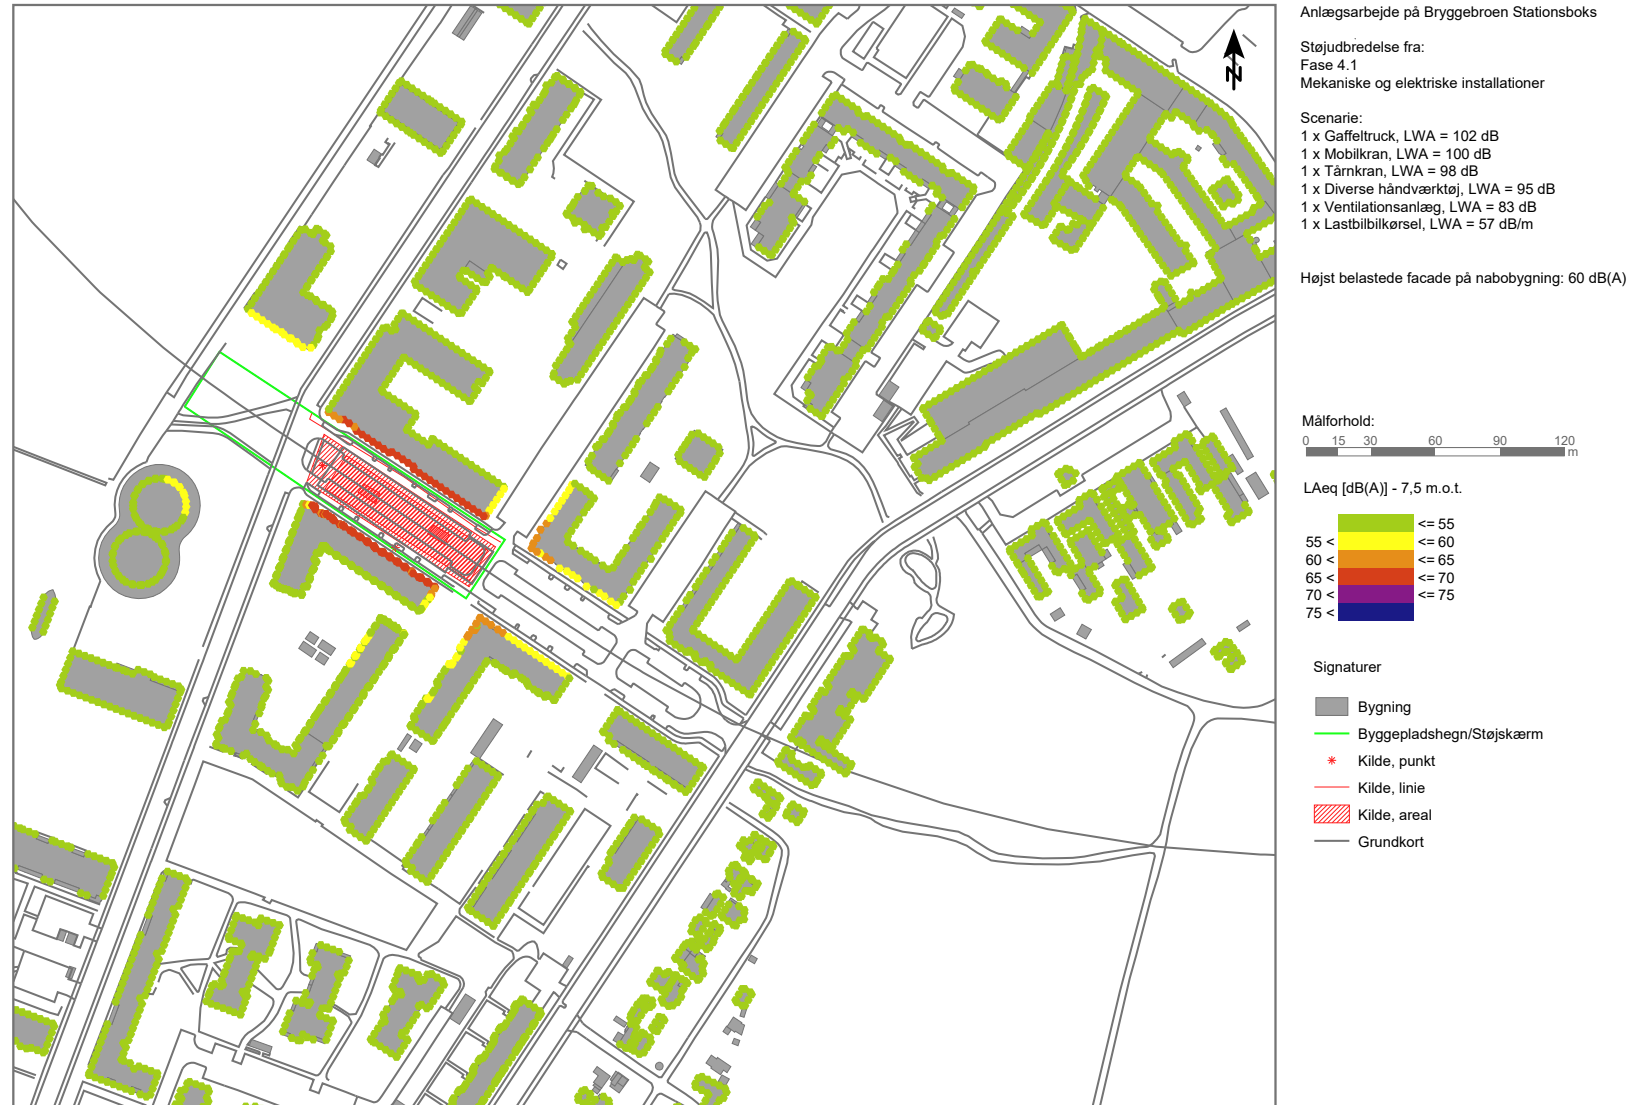 Anlægsarbejde på Bryggebroen Stationsboks
Støjudbredelse fra:
Fase 4.1
Mekaniske og elektriske installationer
Scenarie:
1 x Gaffeltruck, LWA = 102 dB
1 x Mobilkran, LWA = 100 dB
1 x Tårnkran, LWA = 98 dB
1 x Diverse håndværktøj, LWA = 95 dB
1 x Ventilationsanlæg, LWA = 83 dB
1 x Lastbilbilkørsel, LWA = 57 dB/m
Højst belastede facade på nabobygning: 60 dB(A)
N
Målforhold:
0 15 30 60 90 120
m
LAeq [dB(A)] - 7,5 m.o.t.
<= 55
55 < <= 60
60 < <= 65
65 < <= 70
70 < <= 75
75 <
Signaturer
Bygning
Byggepladshegn/Støjskærm
Kilde, punkt
Kilde, linie
Kilde, areal
Grundkort